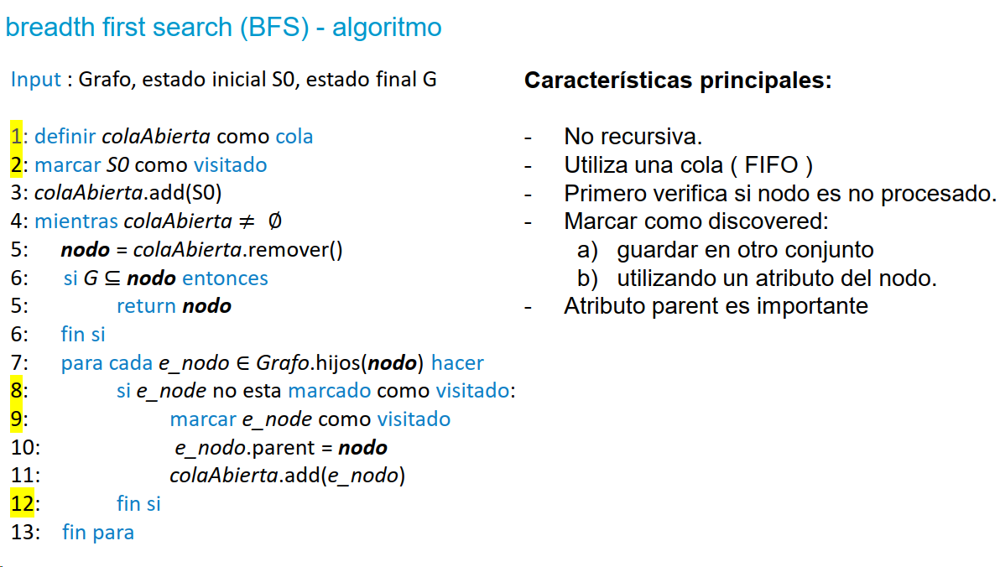 breadth first search (BFS) - algoritmo
Input : Grafo, estado inicial S0, estado final G
1: definir colaAbierta como cola
2: marcar S0 como visitado
3: colaAbierta.add(S0)
4: mientras colaAbierta ≠ ∅
5: nodo = colaAbierta.remover()
6: si G ⊆ nodo entonces
5: return nodo
6: fin si
7: para cada e_nodo ∈ Grafo.hijos(nodo) hacer
8: si e_node no esta marcado como visitado:
9: marcar e_node como visitado
10: e_nodo.parent = nodo
11: colaAbierta.add(e_nodo)
12: fin si
13: fin para
Características principales:
- No recursiva.
- Utiliza una cola ( FIFO )
- Primero verifica si nodo es no procesado.
- Marcar como discovered:
a) guardar en otro conjunto
b) utilizando un atributo del nodo.
- Atributo parent es importante